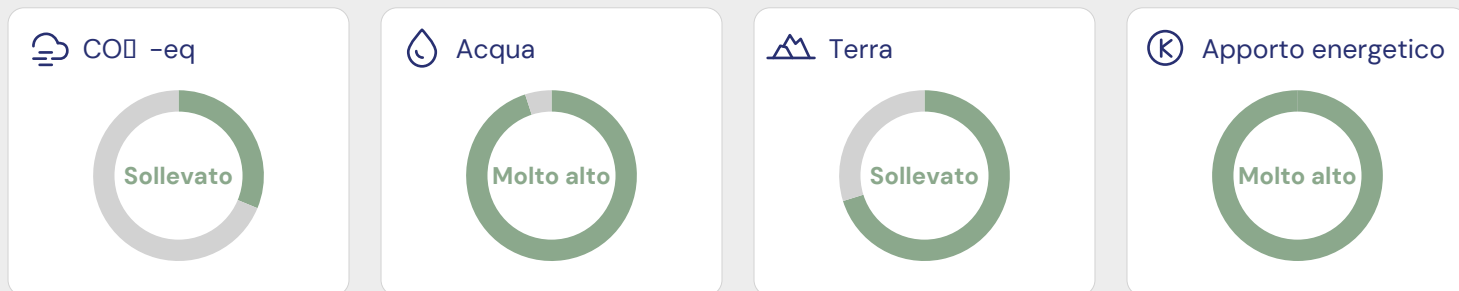 CO▯ -eq
Acqua
Terra
Apporto energetico
Sollevato
Molto alto
Sollevato
Molto alto